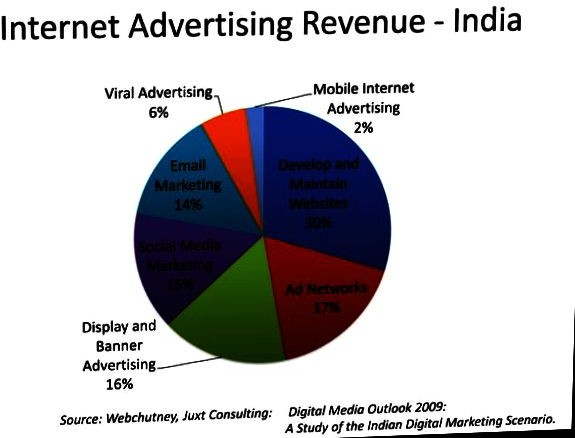 Internet Advertising Revenue - India
Viral Advertising
6%
Mobile Internet
Advertising
2%
Develop and
Maintain
Websites
30%
Email
Marketing
14%
Social Media
Marketing
15%
Ad Networks
17%
Display and
Banner
Advertising
16%
Source: Webchutney, Juxt Consulting: Digital Media Outlook 2009:
A Study of the Indian Digital Marketing Scenario.